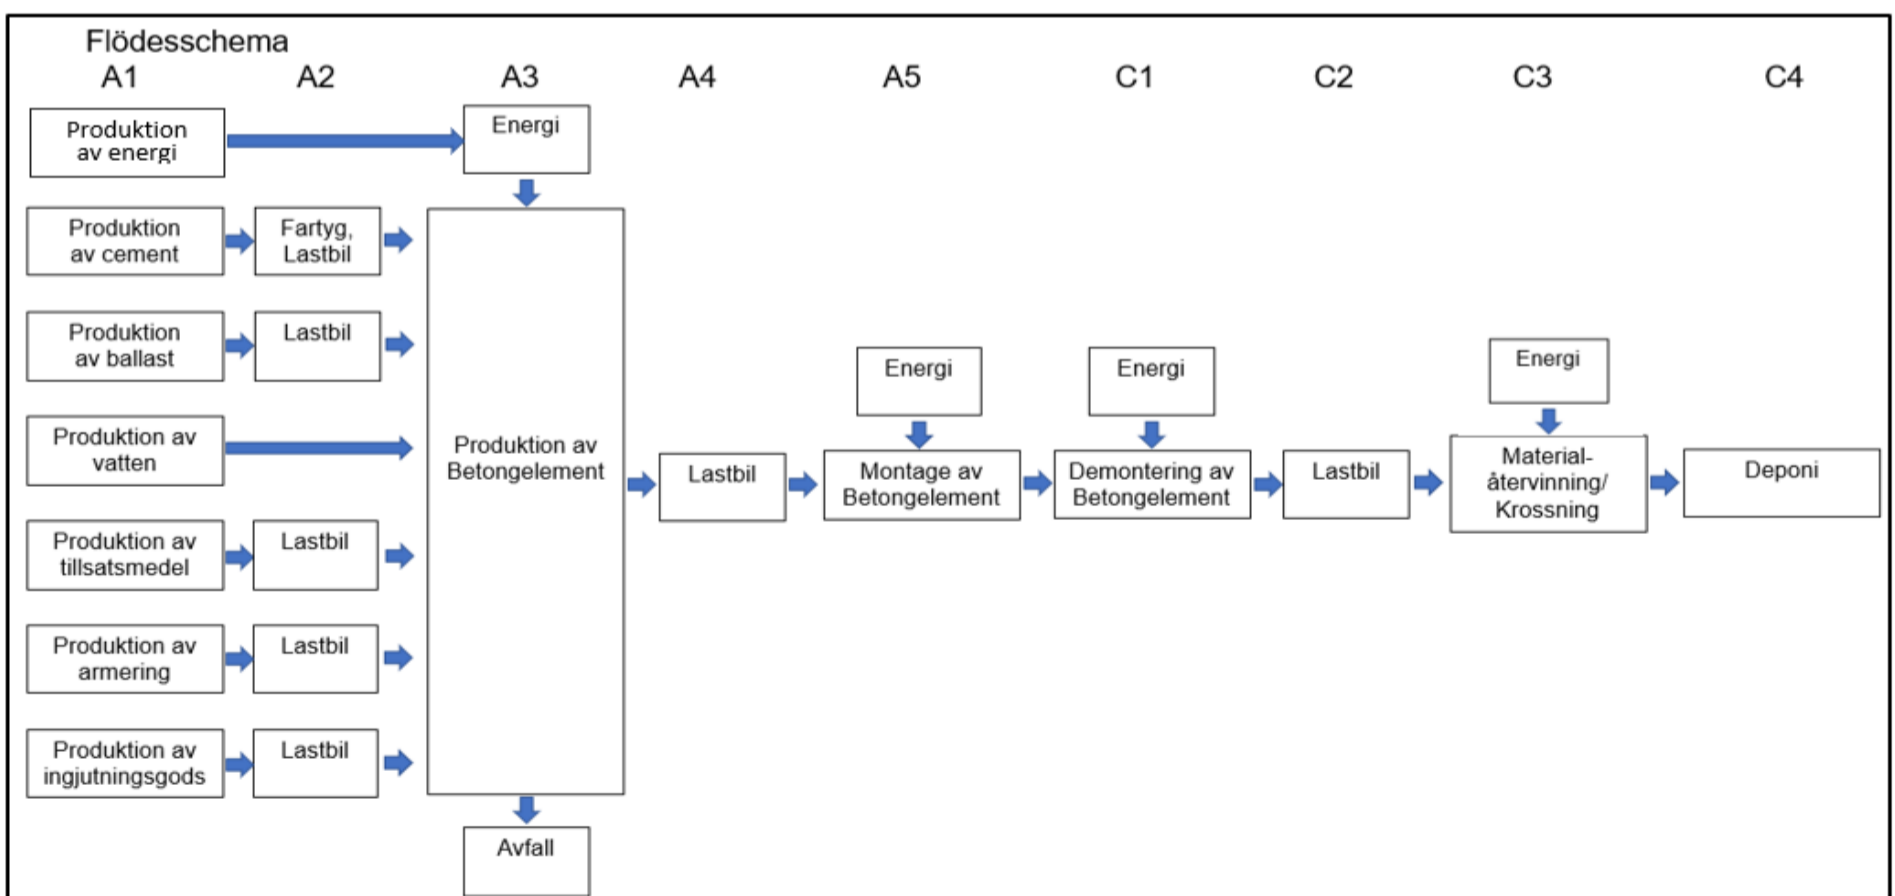 Flödesschema
A1
A2
A3
A4
A5
C1
C2
C3
C4
Produktion
av energi
Energi
Produktion
av cement
Fartyg,
Lastbil
Produktion
av ballast
Lastbil
Produktion av
vatten
Produktion av
tillsatsmedel
Lastbil
Produktion av
armering
Lastbil
Produktion av
ingjutningsgods
Lastbil
Produktion av
Betongelement
Avfall
Lastbil
Energi
Montage av
Betongelement
Energi
Demontering av
Betongelement
Lastbil
Energi
Material-
återvinning/
Krossning
Deponi